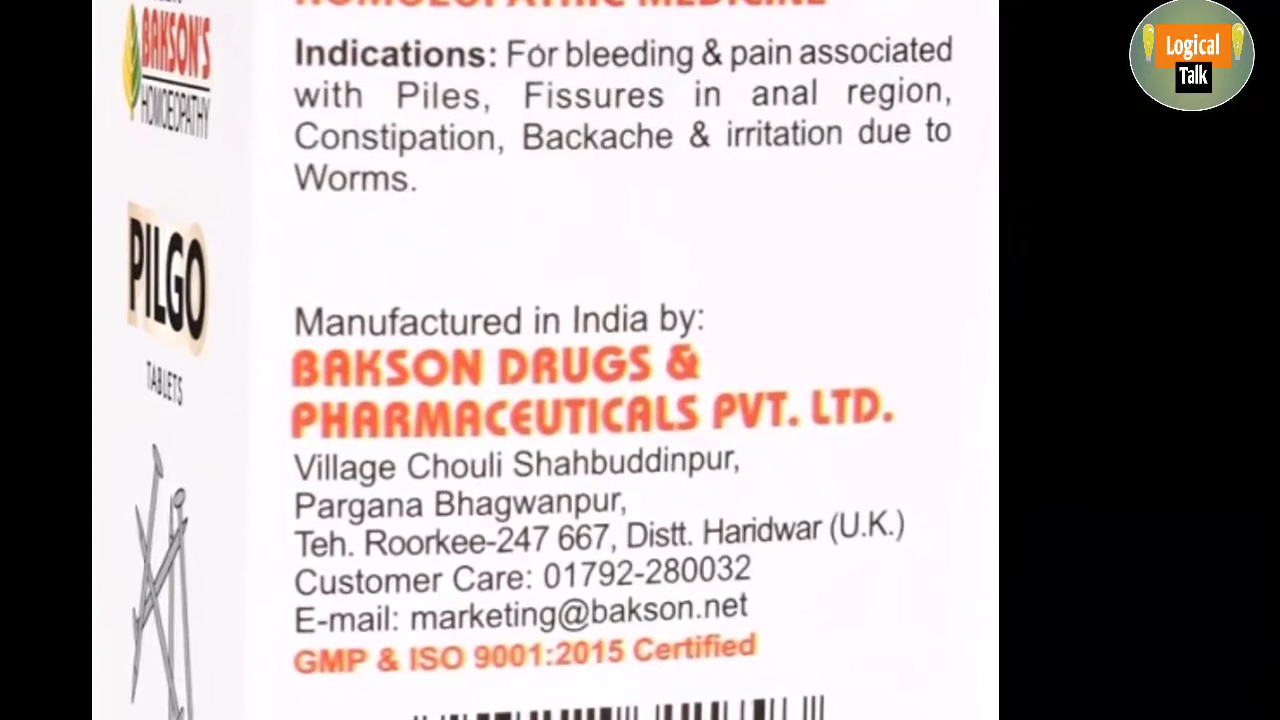 BAKSON'S
HOMOEOPATHY
PILGO
TABLETS
HOMOEOPATHIC MEDICINE
Indications: For bleeding & pain associated
with Piles, Fissures in anal region,
Constipation, Backache & irritation due to
Worms.
Manufactured in India by:
BAKSON DRUGS &
PHARMACEUTICALS PVT. LTD.
Village Chouli Shahbuddinpur,
Pargana Bhagwanpur,
Teh. Roorkee-247 667, Distt. Haridwar (U.K.)
Customer Care: 01792-280032
E-mail: marketing@bakson.net
GMP & ISO 9001:2015 Certified
Logical
Talk